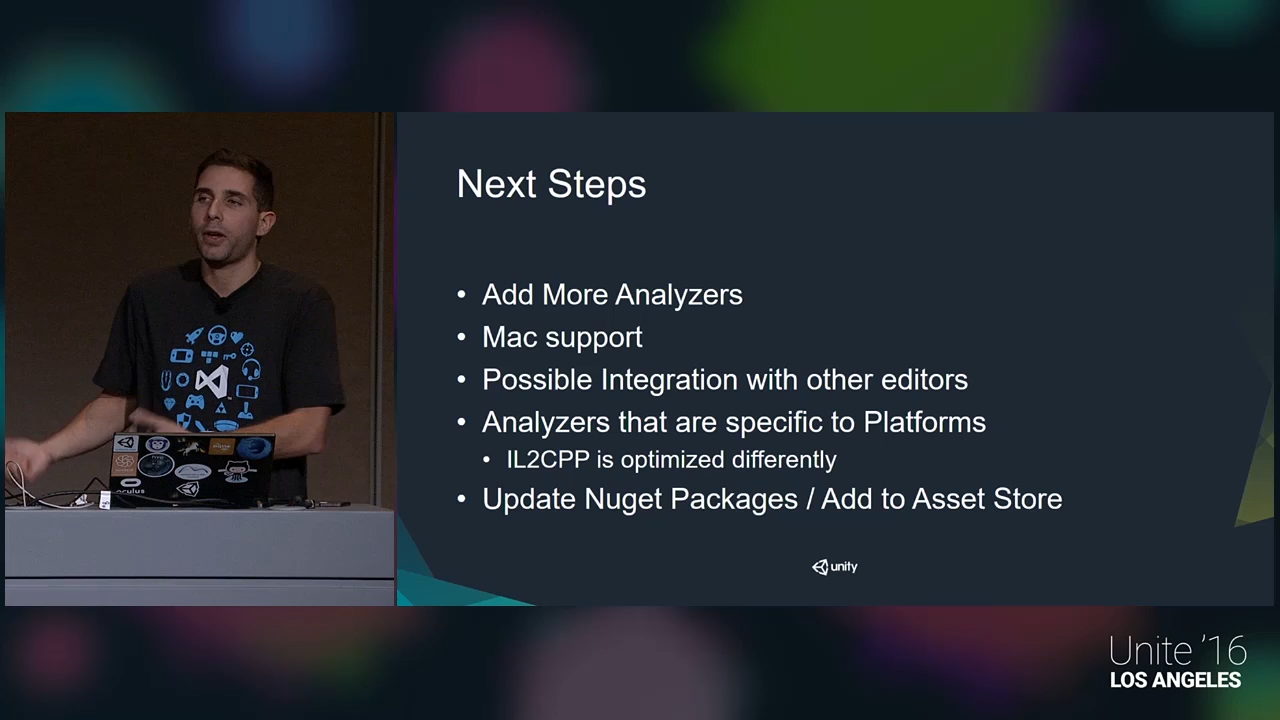 Next Steps
• Add More Analyzers
• Mac support
• Possible Integration with other editors
• Analyzers that are specific to Platforms
• IL2CPP is optimized differently
• Update Nuget Packages / Add to Asset Store
unity
oculus
Unite '16
LOS ANGELES